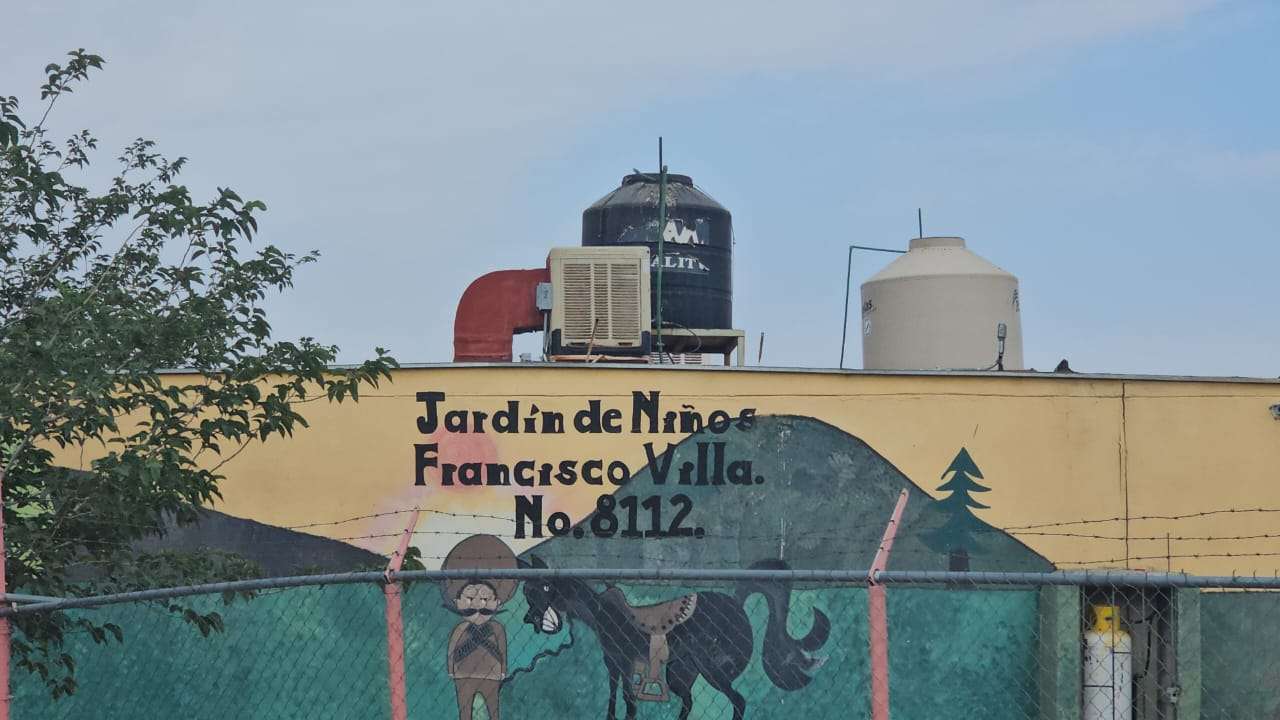 Jardín de Niños
Francisco Villa.
No. 8112.